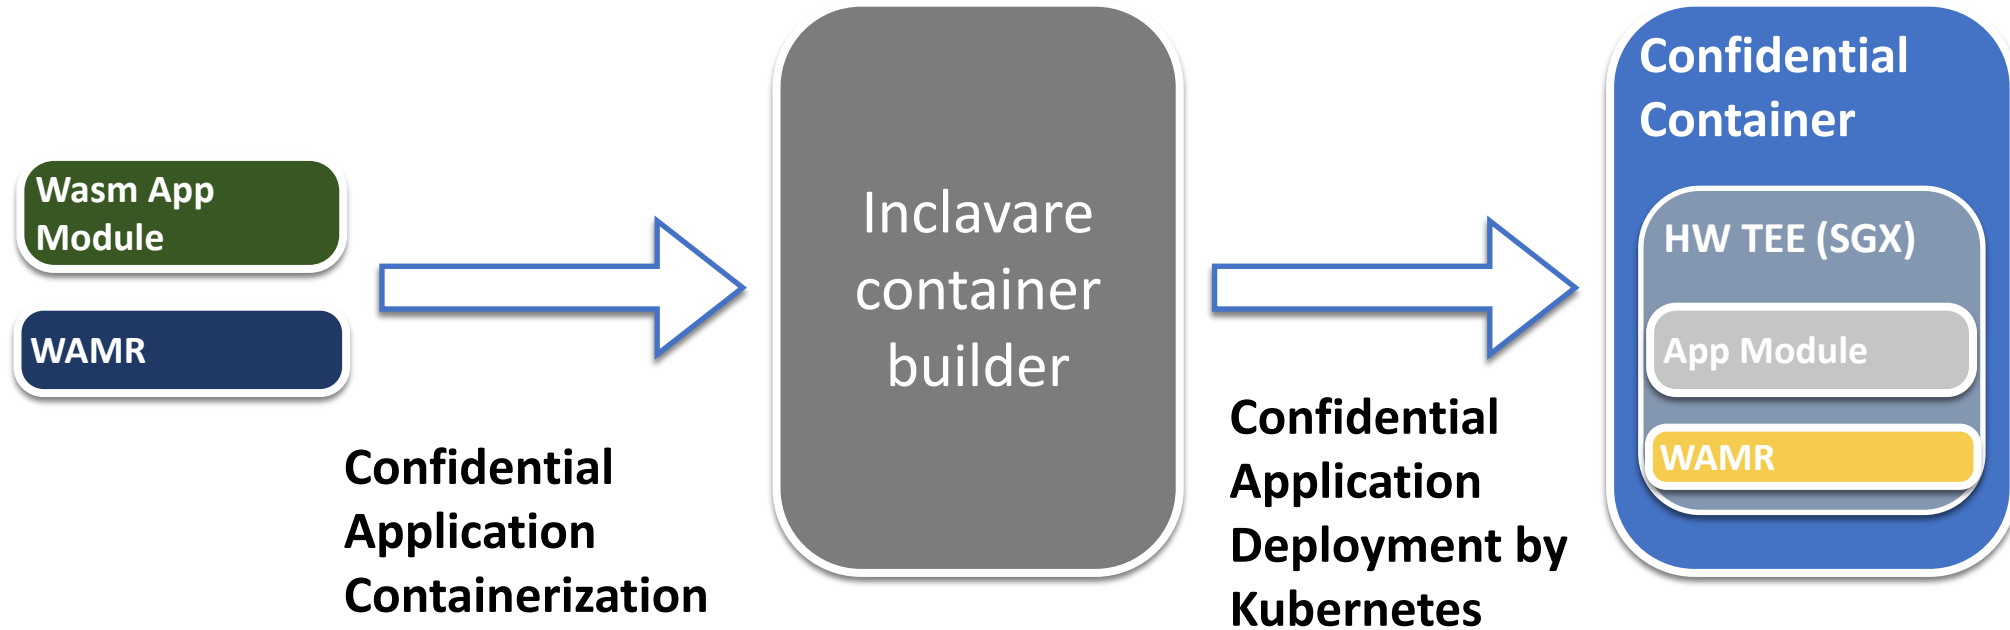 Wasm App
Module
WAMR
Confidential
Application
Containerization
Inclavare
container
builder
Confidential
Application
Deployment by
Kubernetes
Confidential
Container
HW TEE (SGX)
App Module
WAMR